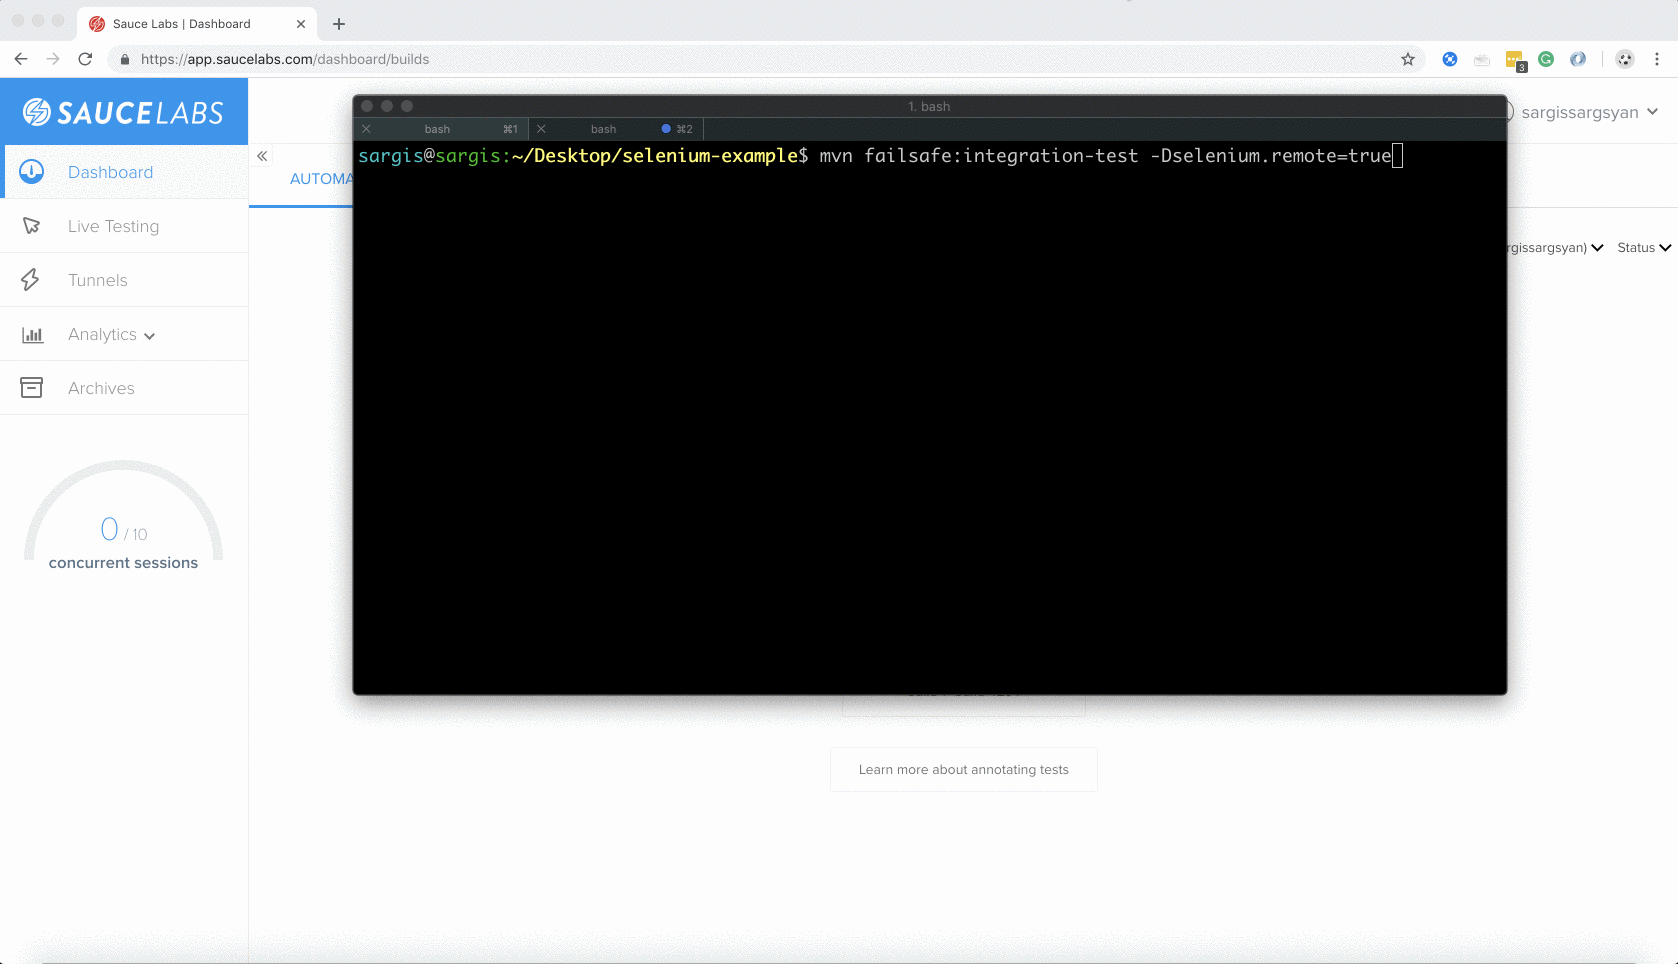 Sauce Labs | Dashboard
https://app.saucelabs.com/dashboard/builds
3
SAUCELABS
sargissargsyan
1. bash
bash ⌘1
bash ⌘2
sargis@sargis:~/Desktop/selenium-example$ mvn failsafe:integration-test -Dselenium.remote=true
Dashboard
AUTOMA
Live Testing
rgissargsyan)
Status
Tunnels
Analytics
Archives
0 / 10
concurrent sessions
Learn more about annotating tests